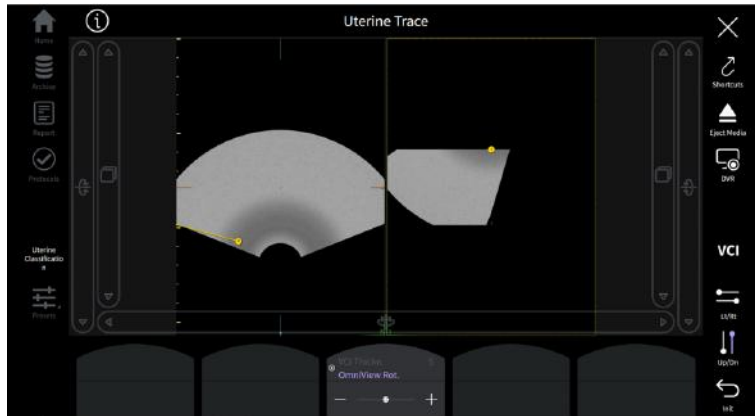 Uterine Trace
Home
Archive
Report
Protocols
Uterine
Classificatio
n
Presets
Shortcuts
Eject Media
DVR
VCI
Lt/Rt
Up/Dn
Init
OmniView Rot.